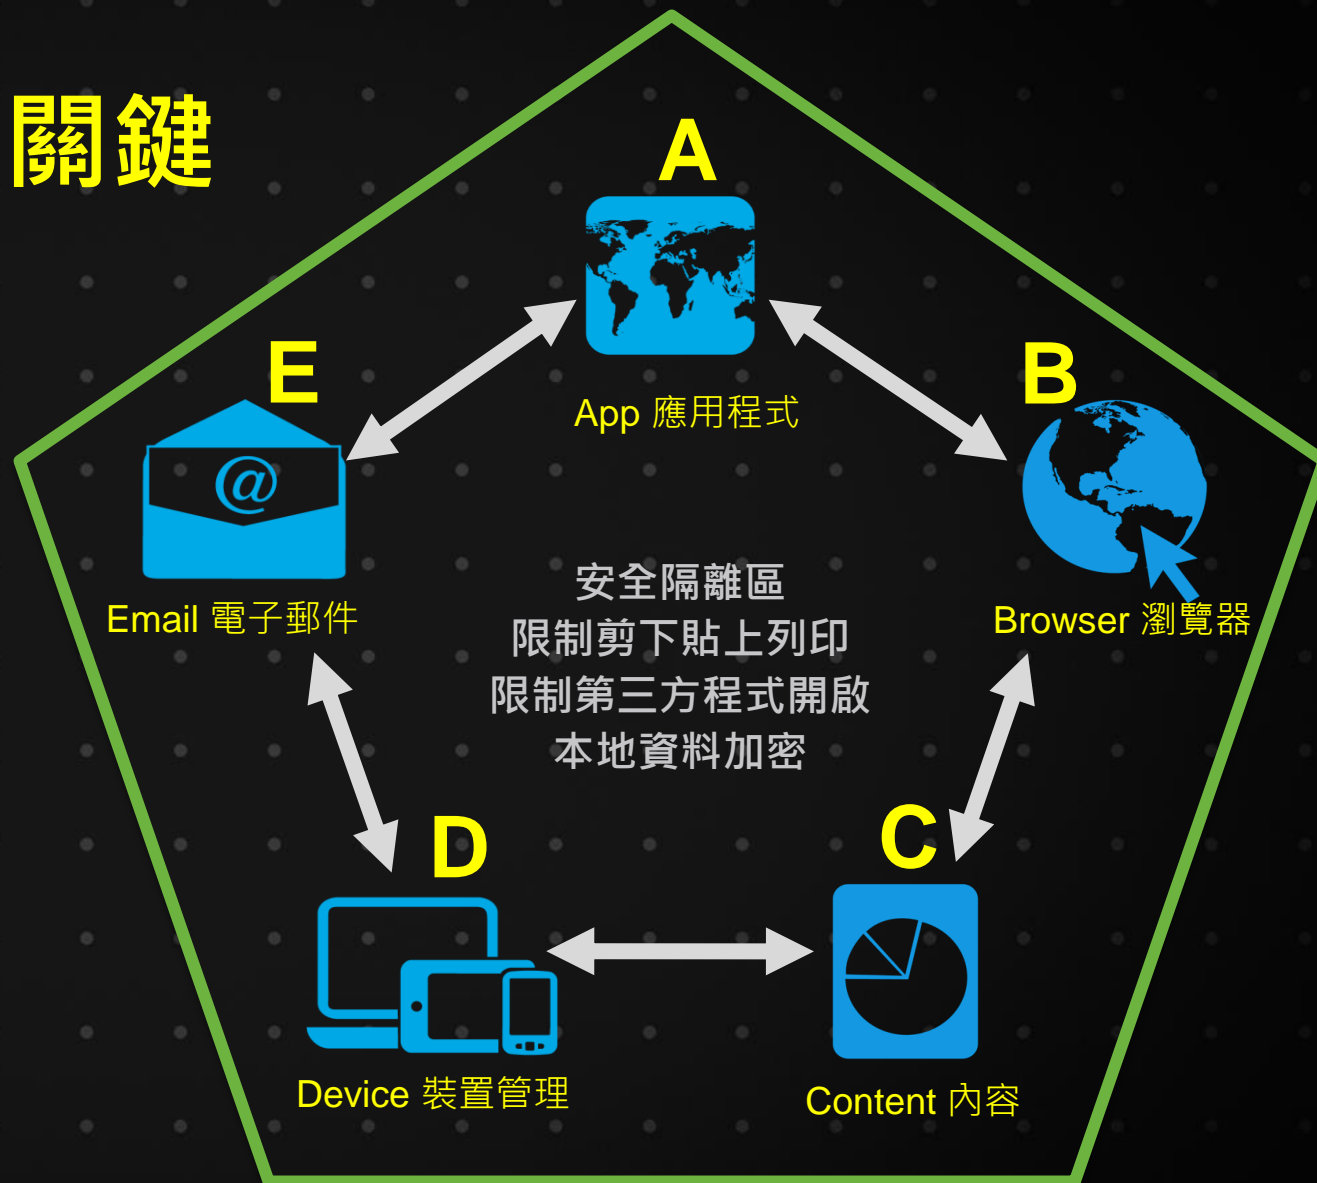 關鍵
A
App 應用程式
E
Email 電子郵件
B
Browser 瀏覽器
@
安全隔離區
限制剪下貼上列印
限制第三方程式開啟
本地資料加密
D
Device 裝置管理
C
Content 內容